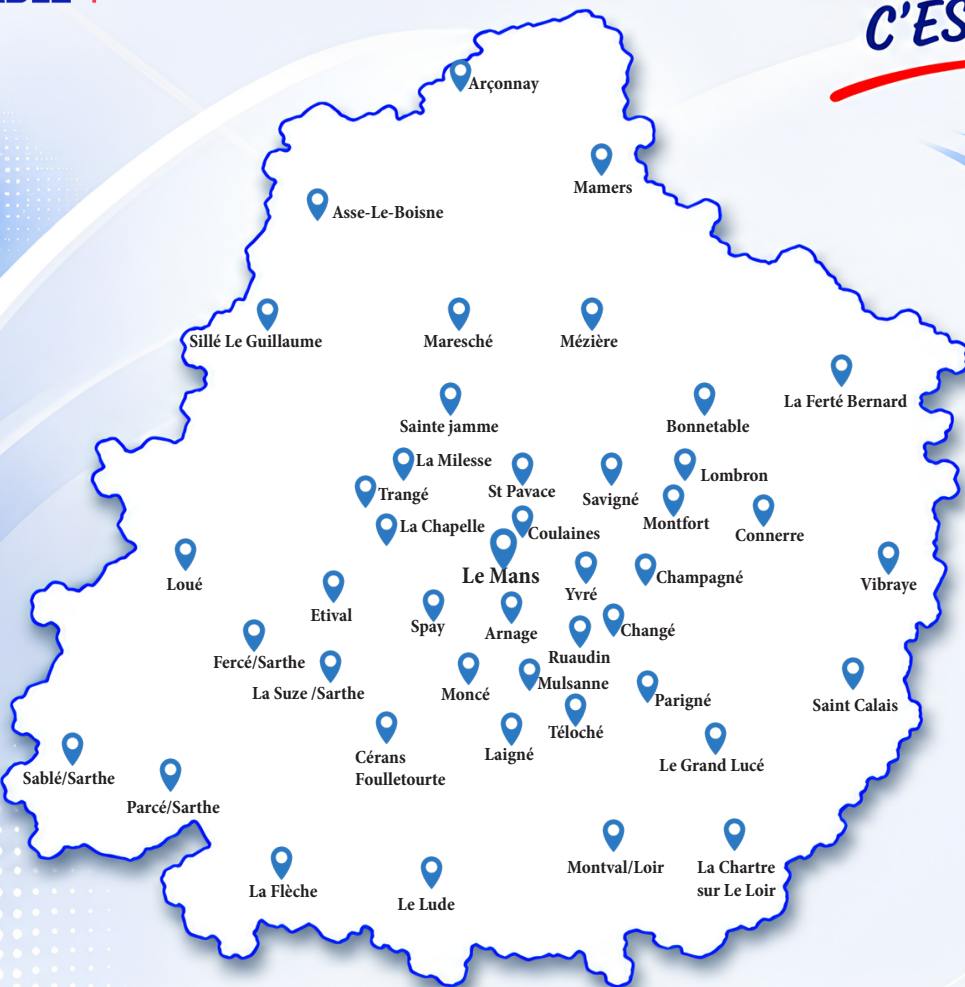 C'ES
Arçonnay
Mamers
Asse-Le-Boisne
Sillé Le Guillaume
Maresché
Mézière
La Ferté Bernard
Sainte jamme
Bonnetable
La Milesse
Trangé
St Pavace
Savigné
Lombron
Montfort
Connerre
La Chapelle
Coulaines
Le Mans
Loué
Yvré
Champagné
Vibraye
Etival
Spay
Arnage
Changé
Ruaudin
Fercé/Sarthe
La Suze /Sarthe
Moncé
Mulsanne
Parigné
Saint Calais
Téloché
Laigné
Cérans
Foulletourte
Le Grand Lucé
Sablé/Sarthe
Parcé/Sarthe
Montval/Loir
La Chartre
sur Le Loir
La Flèche
Le Lude